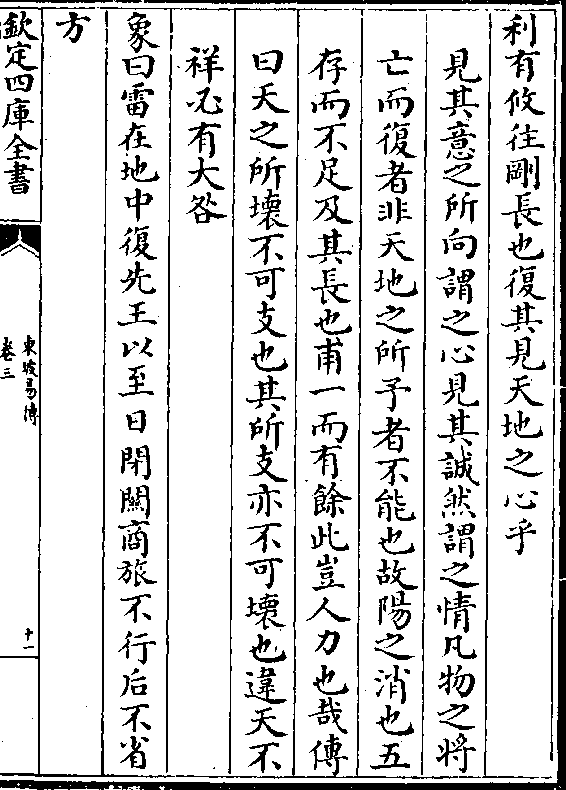 利有攸往剛長也復其見天地之心乎
見其意之所向謂之心見其誠然謂之情凡物之將
亡而復者非天地之所予者不能也故陽之消也五
存而不足及其長也甫一而有餘此豈人力也哉傳
曰天之所壞不可支也其所支亦不可壞也違天不
祥必有大咎
象曰雷在地中復先王以至日閉關商旅不行后不省
方
欽定四庫全書
東坡易傳
卷三
十一